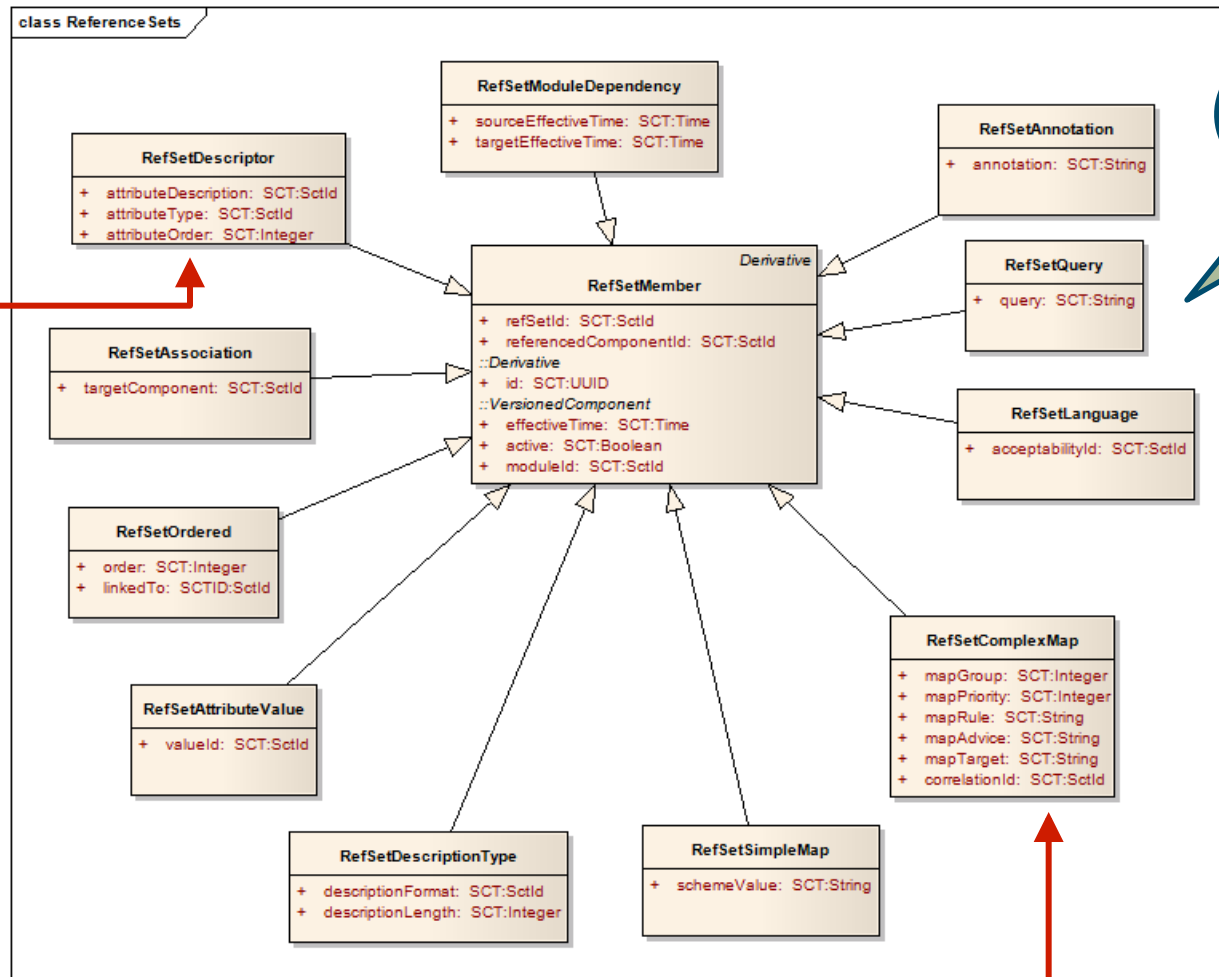 class ReferenceSets
RefSetModuleDependency
+ sourceEffectiveTime: SCT:Time
+ targetEffectiveTime: SCT:Time
RefSetDescriptor
+ attributeDescription: SCT:SctId
+ attributeType: SCT:SctId
+ attributeOrder: SCT:Integer
RefSetAnnotation
+ annotation: SCT:String
Derivative
RefSetMember
+ refSetId: SCT:SctId
+ referencedComponentId: SCT:SctId
::Derivative
+ id: SCT:UUID
::VersionedComponent
+ effectiveTime: SCT:Time
+ active: SCT:Boolean
+ moduleId: SCT:SctId
RefSetQuery
+ query: SCT:String
RefSetAssociation
+ targetComponent: SCT:SctId
RefSetLanguage
+ acceptabilityId: SCT:SctId
RefSetOrdered
+ order: SCT:Integer
+ linkedTo: SCTID:SctId
RefSetComplexMap
+ mapGroup: SCT:Integer
+ mapPriority: SCT:Integer
+ mapRule: SCT:String
+ mapAdvice: SCT:String
+ mapTarget: SCT:String
+ correlationId: SCT:SctId
RefSetAttributeValue
+ valueId: SCT:SctId
RefSetDescriptionType
+ descriptionFormat: SCT:SctId
+ descriptionLength: SCT:Integer
RefSetSimpleMap
+ schemeValue: SCT:String